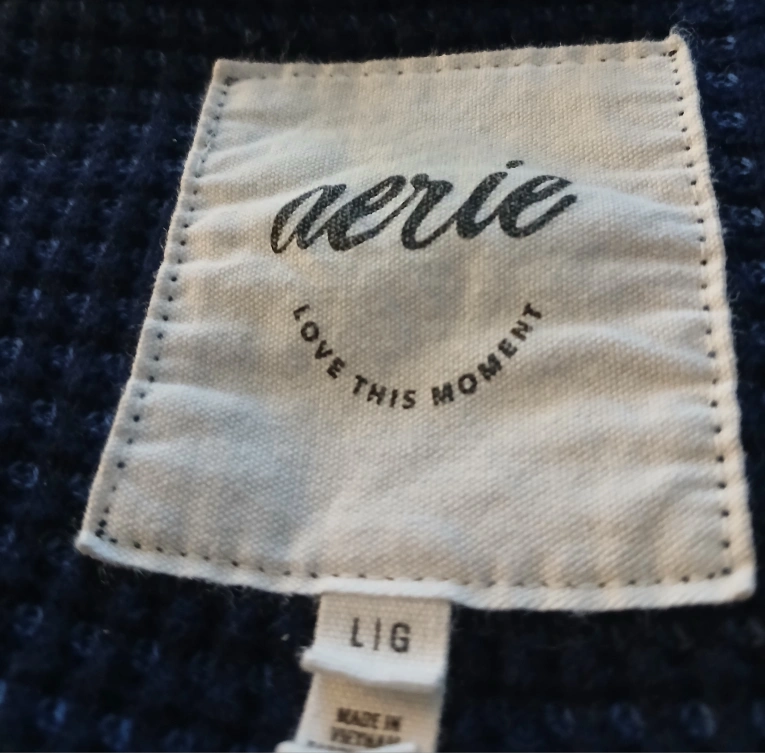 aerie
LOVE THIS MOMENT
L|G
MADE IN
VIETNAM